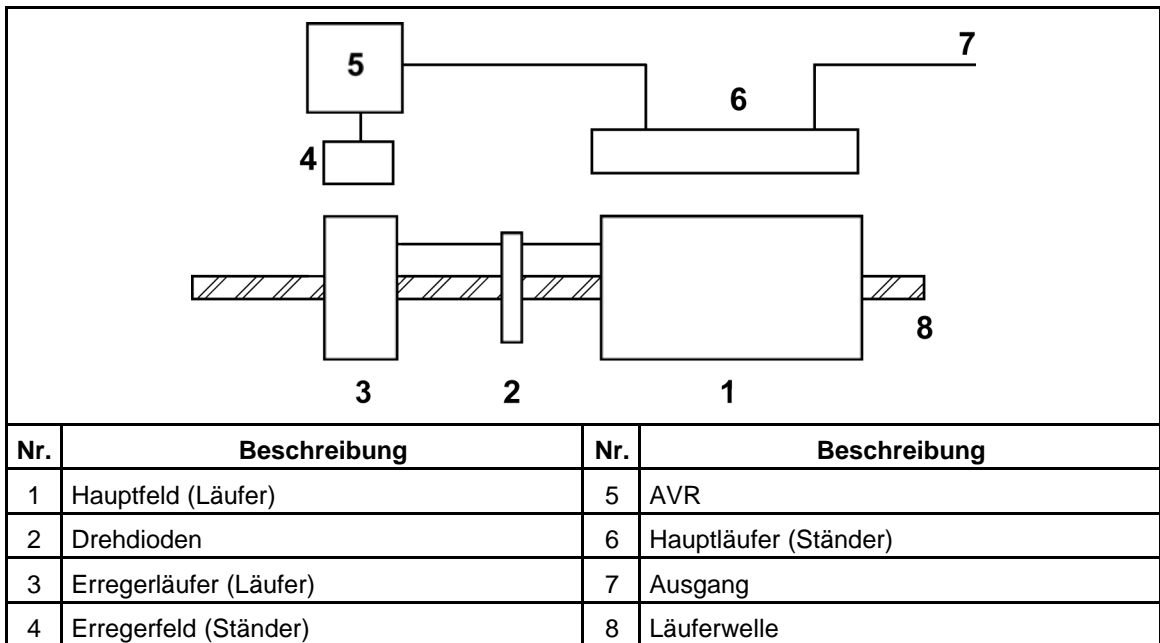 5
7
6
4
8
3 2 1
Nr. Beschreibung Nr. Beschreibung
1 Hauptfeld (Läufer) 5 AVR
2 Drehdioden 6 Hauptläufer (Ständer)
3 Erregerläufer (Läufer) 7 Ausgang
4 Erregerfeld (Ständer) 8 Läuferwelle